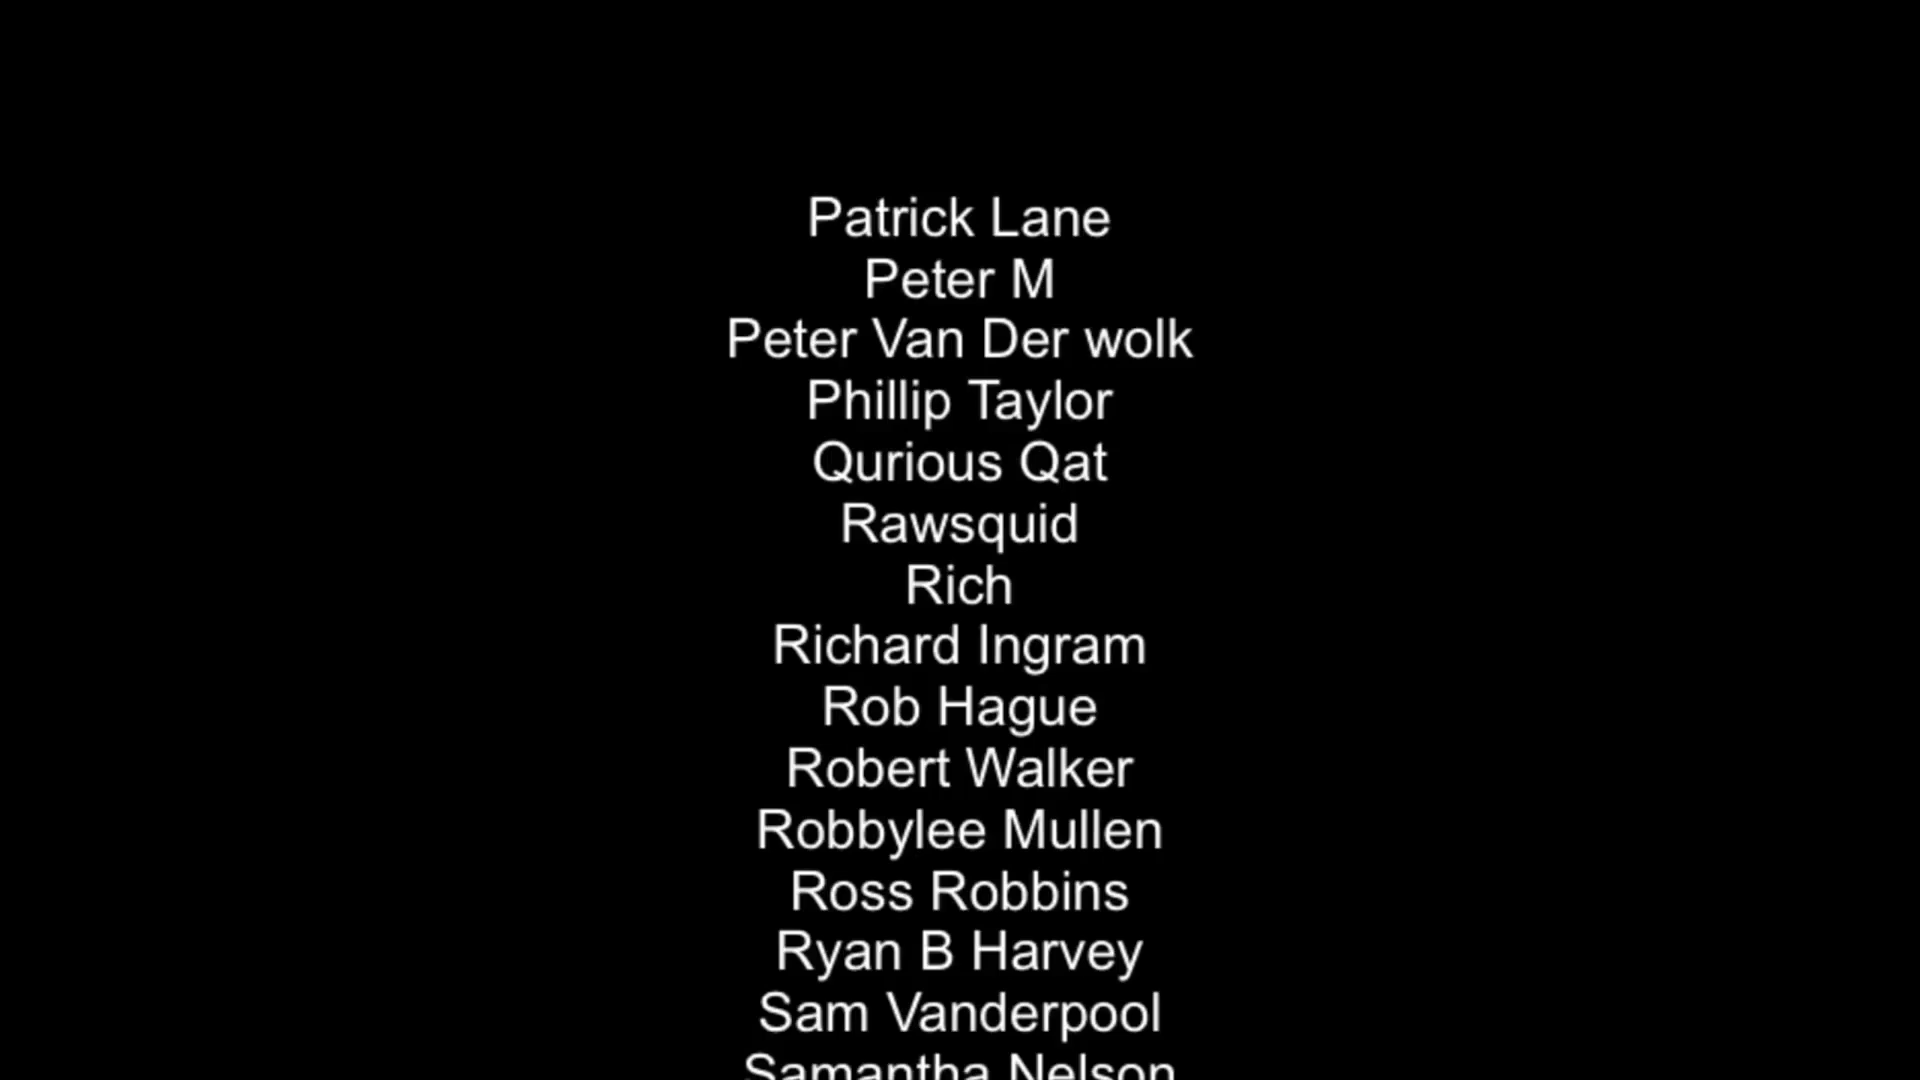 Patrick Lane
Peter M
Peter Van Der wolk
Phillip Taylor
Qurious Qat
Rawsquid
Rich
Richard Ingram
Rob Hague
Robert Walker
Robbylee Mullen
Ross Robbins
Ryan B Harvey
Sam Vanderpool
Samantha Nelson